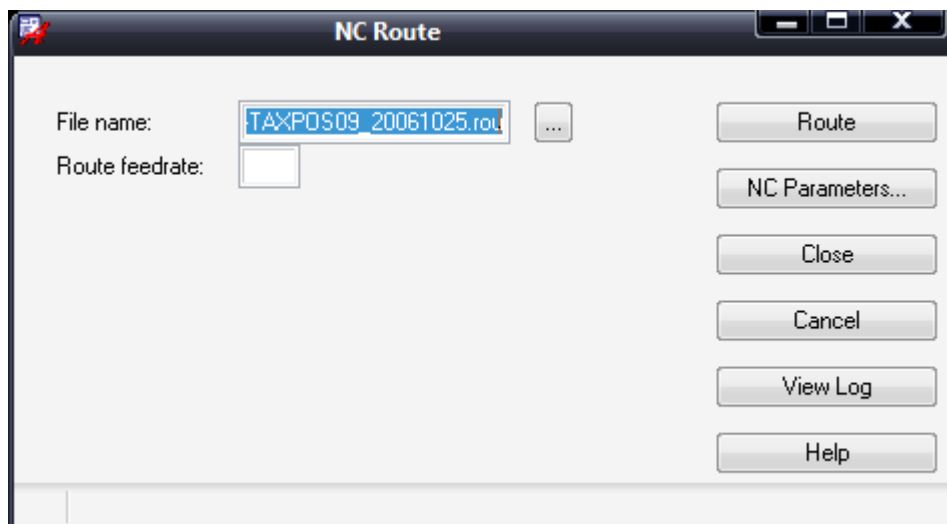 NC Route
File name: -TAXPOS09_20061025.rou ... Route
Route feedrate:
NC Parameters...
Close
Cancel
View Log
Help